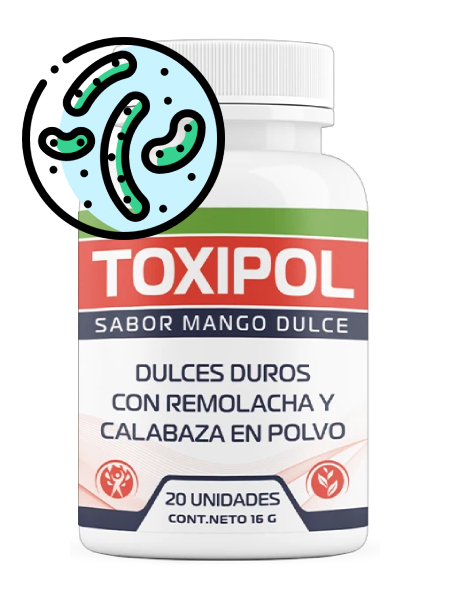 TOXIPOL
SABOR MANGO DULCE
DULCES DUROS
CON REMOLACHA Y
CALABAZA EN POLVO
20 UNIDADES
CONT.NETO 16 G